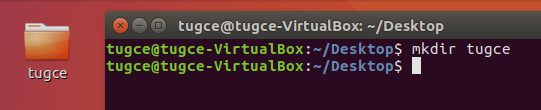 tugce@tugce-VirtualBox: ~/Desktop
tugce@tugce-VirtualBox:~/Desktop$ mkdir tugce
tugce@tugce-VirtualBox:~/Desktop$
tugce